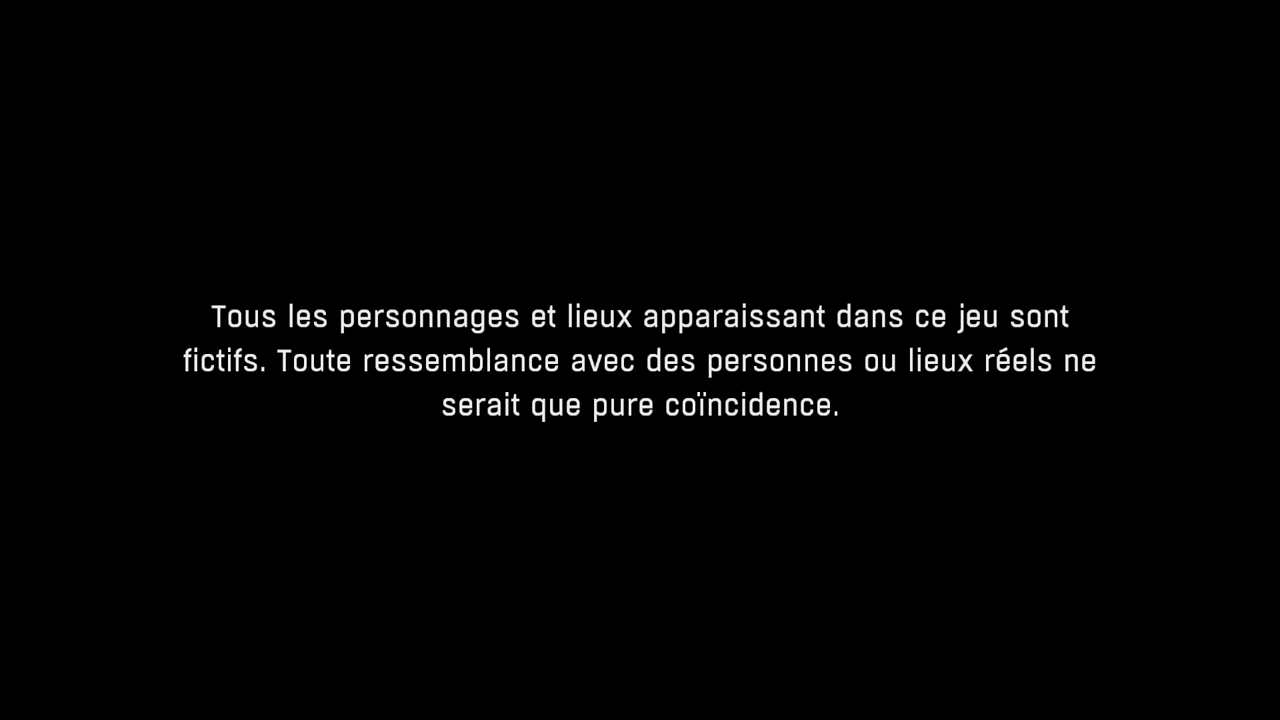 Tous les personnages et lieux apparaissant dans ce jeu sont
fictifs. Toute ressemblance avec des personnes ou lieux réels ne
serait que pure coïncidence.